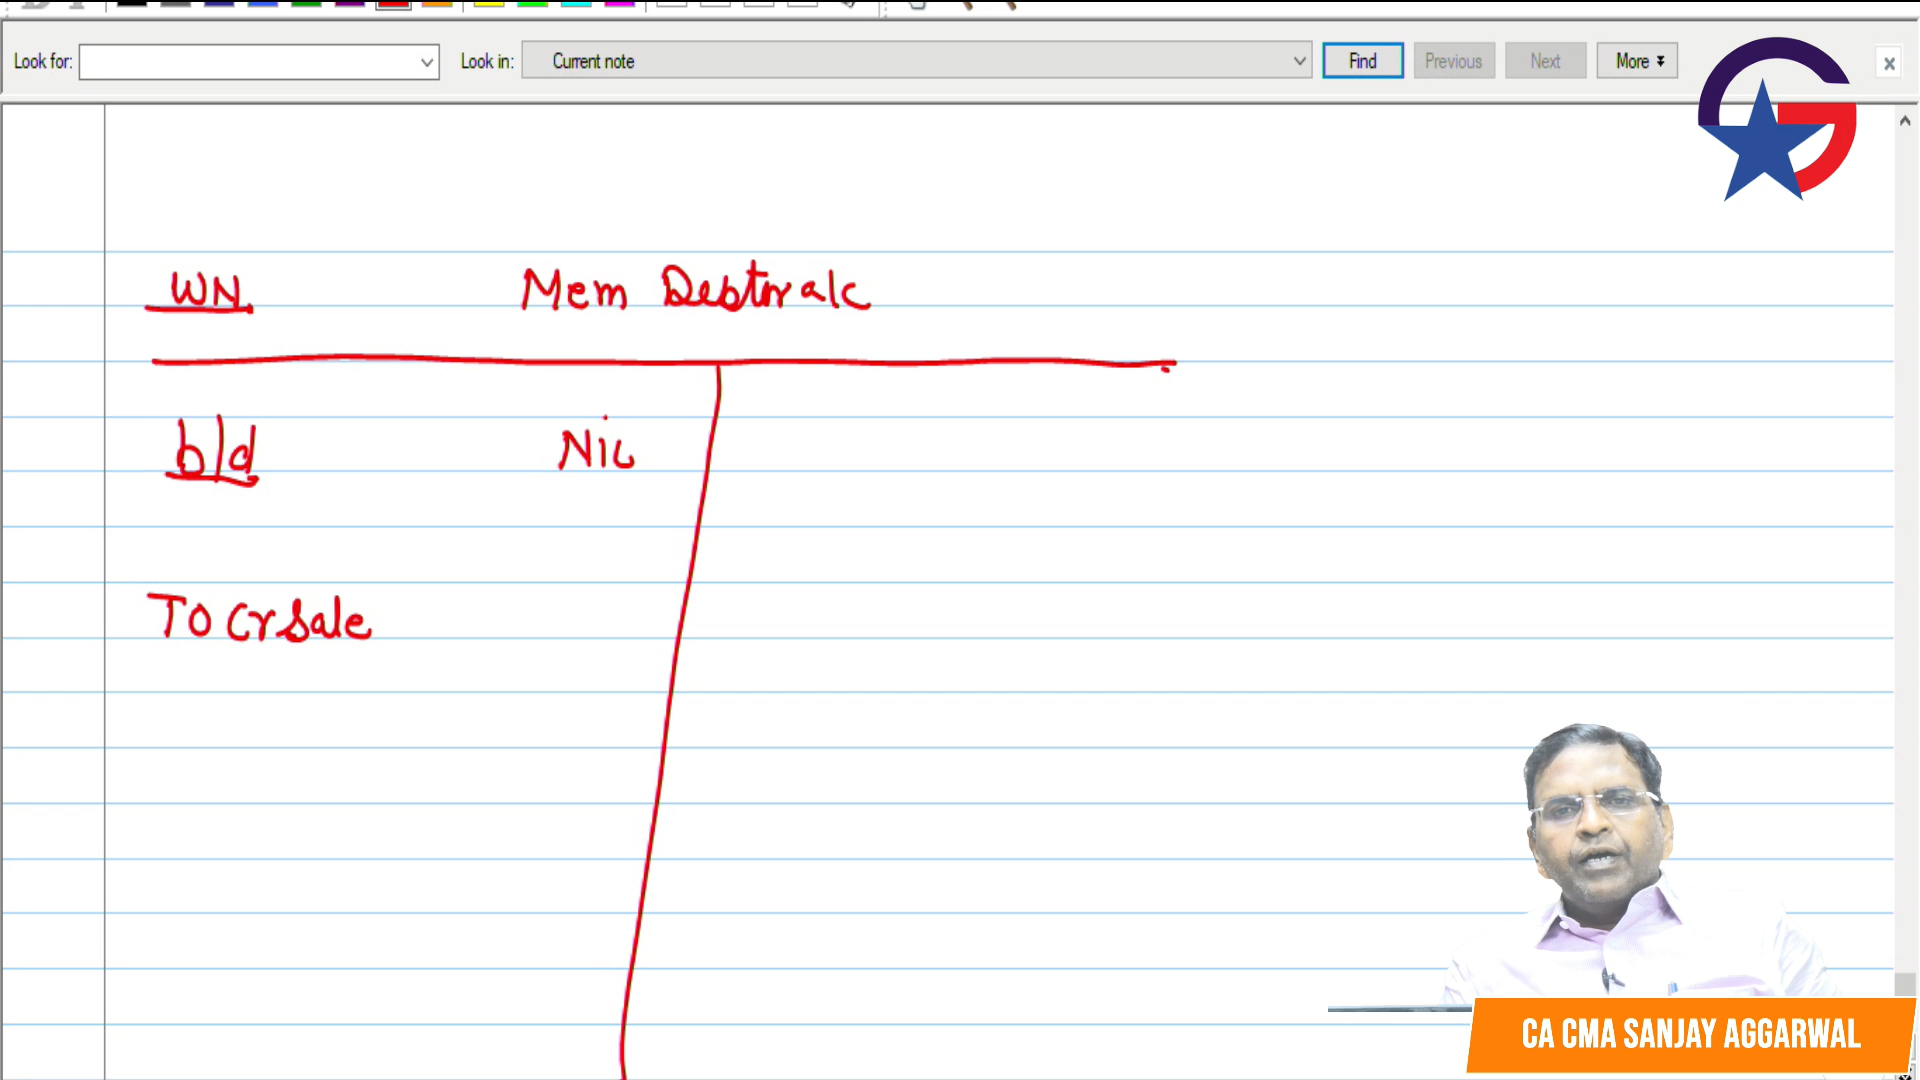 Look for: Look in: Current note Find Previous Next More
WN Mem Debtor a/c
b/d Nil
To Cr Sale
CA CMA SANJAY AGGARWAL